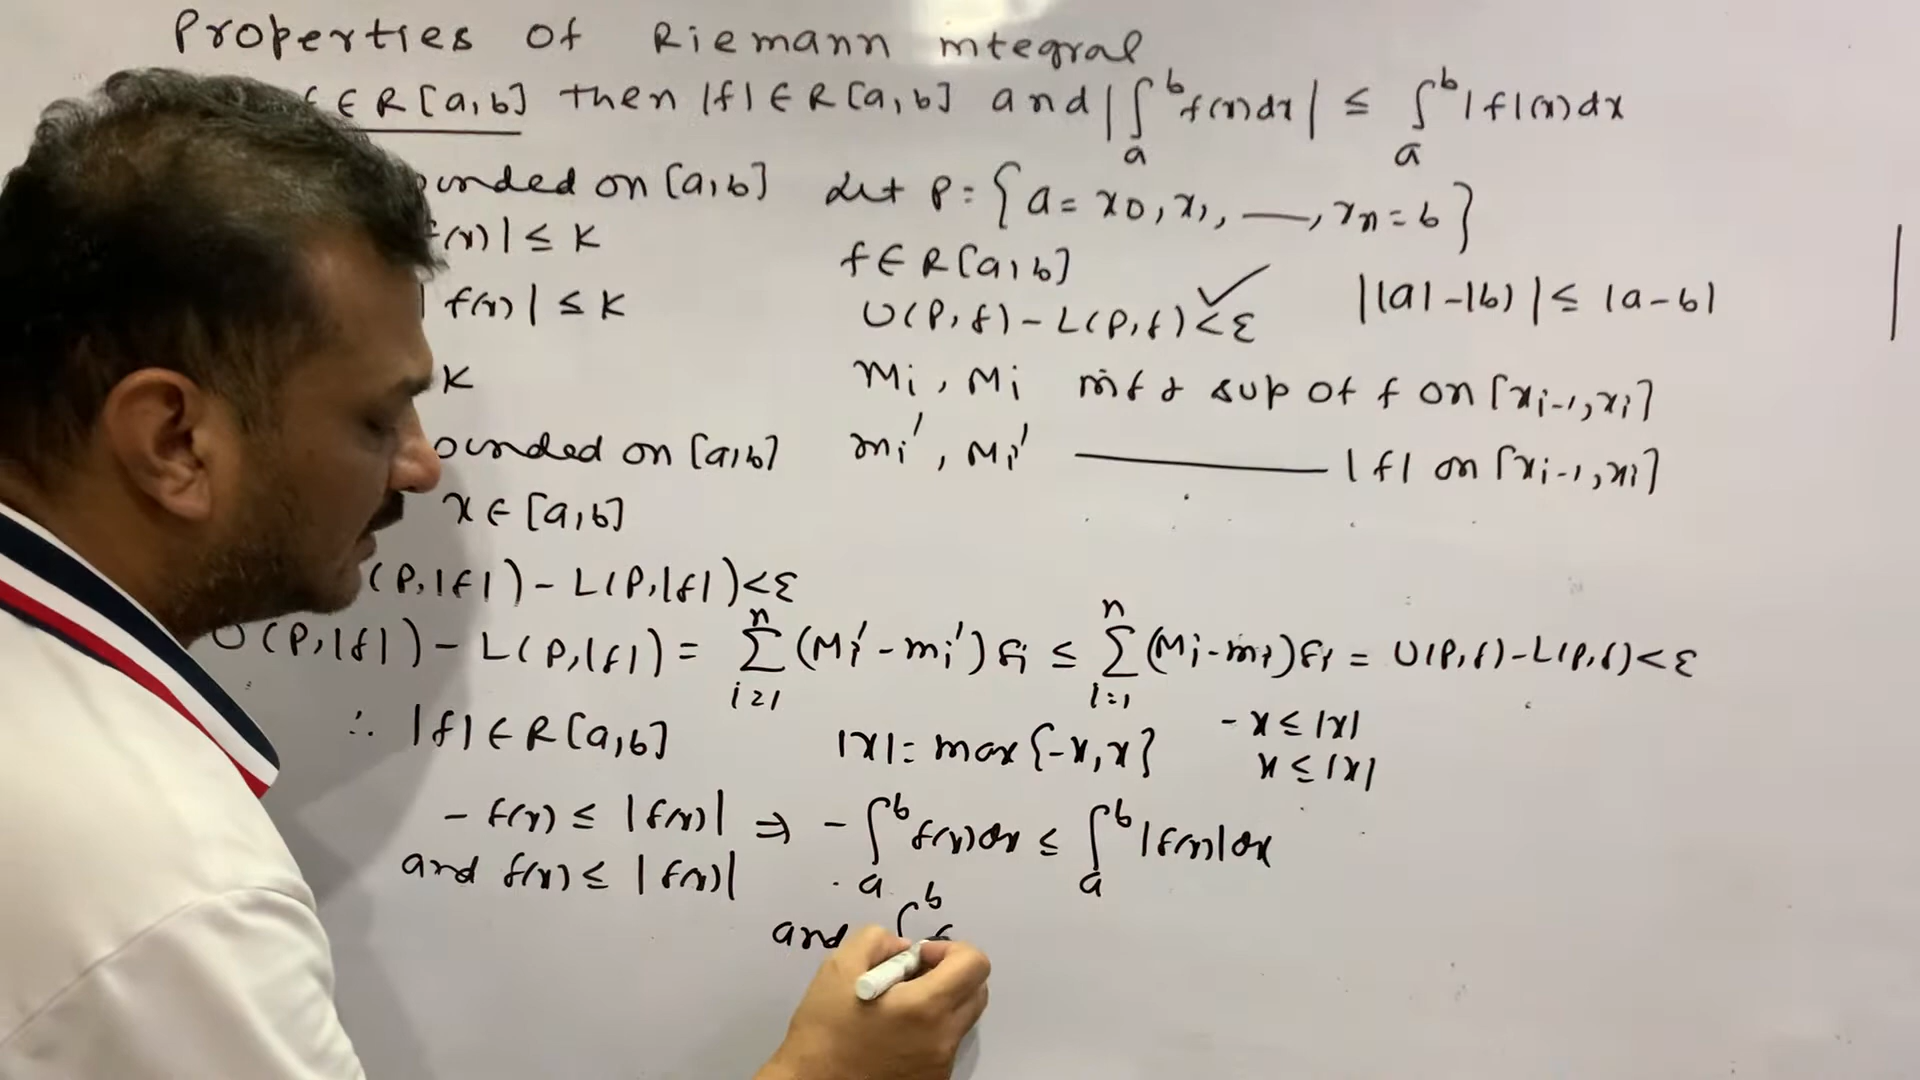 Properties of Riemann integral
∈ R[a,b] then |f| ∈ R[a,b] and |∫_a^b f(x)dx| ≤ ∫_a^b |f|(x)dx
ounded on [a,b]
f(x)| ≤ K
| f(x) | ≤ K
K
ounded on [a,b]
x ∈ [a,b]
(P,|f|) - L(P,|f|) < ε
Let P = {a = x0, x1, —, xn = b}
f ∈ R[a,b]
U(P,f) - L(P,f) < ε ✓
||a| - |b|| ≤ |a-b|
mi, Mi inf & sup of f on [xi-1, xi]
mi', Mi' ——— |f| on [xi-1, xi]
U(P,|f|) - L(P,|f|) = ∑_{i=1}^n (Mi' - mi') δi ≤ ∑_{i=1}^n (Mi - mi) δi = U(P,f) - L(P,f) < ε
∴ |f| ∈ R[a,b]
|x| = max{-x, x}
-x ≤ |x|
x ≤ |x|
- f(x) ≤ |f(x)| ⇒ - ∫_a^b f(x)dx ≤ ∫_a^b |f(x)|dx
and f(x) ≤ |f(x)|
and ∫^b